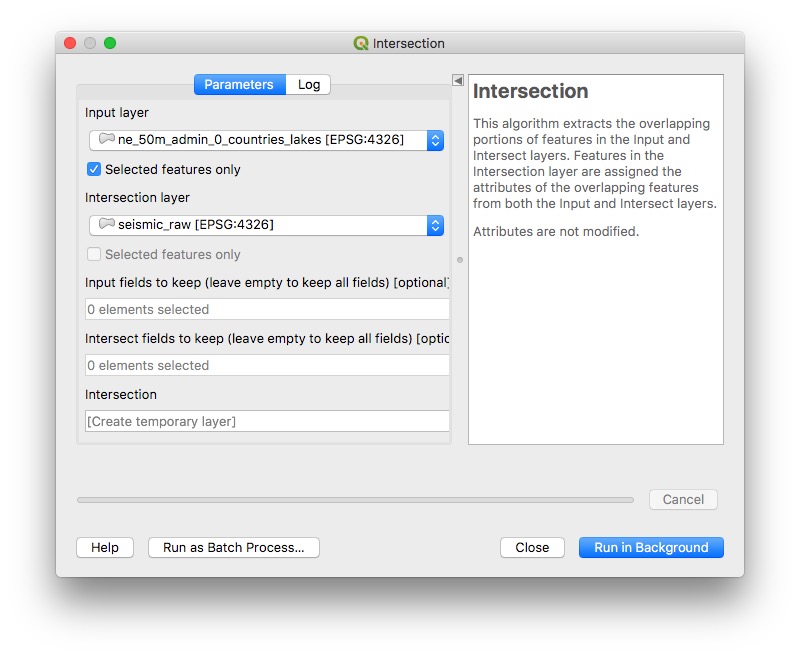 Intersection
Parameters
Log
Input layer
ne_50m_admin_0_countries_lakes [EPSG:4326]
Selected features only
Intersection layer
seismic_raw [EPSG:4326]
Selected features only
Input fields to keep (leave empty to keep all fields) [optional]
0 elements selected
Intersect fields to keep (leave empty to keep all fields) [optic
0 elements selected
Intersection
[Create temporary layer]
Intersection
This algorithm extracts the overlapping
portions of features in the Input and
Intersect layers. Features in the
Intersection layer are assigned the
attributes of the overlapping features
from both the Input and Intersect layers.
Attributes are not modified.
Cancel
Help
Run as Batch Process...
Close
Run in Background